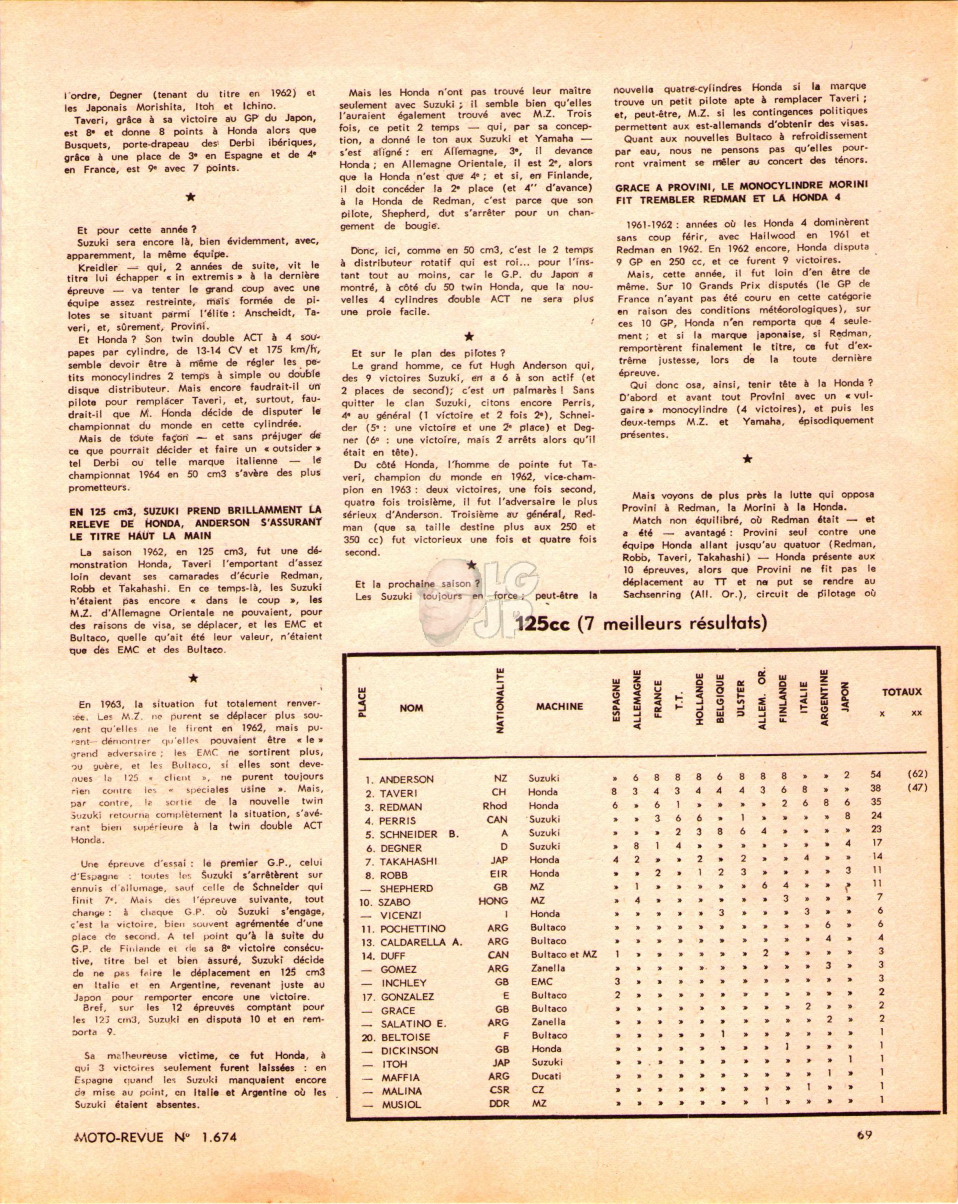 l'ordre, Degner (tenant du titre en 1962) et
les Japonais Morishita, Itoh et Ichino.
Taveri, grâce à sa victoire au GP du Japon,
est 8e et donne 8 points à Honda alors que
Busquets, porte-drapeau des Derbi ibériques,
grâce à une place de 3e en Espagne et de 4e
en France, est 9e avec 7 points.
★
Et pour cette année ?
Suzuki sera encore là, bien évidemment, avec,
apparemment, la même équipe.
Kreidler — qui, 2 années de suite, vit le
titre lui échapper « in extremis » à la dernière
épreuve — va tenter le grand coup avec une
équipe assez restreinte, mais formée de pi-
lotes se situant parmi l'élite : Anscheidt, Ta-
veri, et, sûrement, Provini.
Et Honda ? Son twin double ACT à 4 sou-
papes par cylindre, de 13-14 CV et 175 km/h,
semble devoir être à même de régler les pe-
tits monocylindres 2 temps à simple ou double
disque distributeur. Mais encore faudrait-il un
pilote pour remplacer Taveri, et, surtout, fau-
drait-il que M. Honda décide de disputer le
championnat du monde en cette cylindrée.
Mais de toute façon — et sans préjuger de
ce que pourrait décider et faire un « outsider »
tel Derbi ou telle marque italienne — le
championnat 1964 en 50 cm3 s'avère des plus
prometteurs.
EN 125 cm3, SUZUKI PREND BRILLAMMENT LA
RELEVE DE HONDA, ANDERSON S'ASSURANT
LE TITRE HAUT LA MAIN
La saison 1962, en 125 cm3, fut une dé-
monstration Honda, Taveri l'emportant d'assez
loin devant ses camarades d'écurie Redman,
Robb et Takahashi. En ce temps-là, les Suzuki
n'étaient pas encore « dans le coup », les
M.Z. d'Allemagne Orientale ne pouvaient, pour
des raisons de visa, se déplacer, et les EMC et
Bultaco, quelle qu'ait été leur valeur, n'étaient
que des EMC et des Bultaco.
★
En 1963, la situation fut totalement renver-
sée. Les M.Z. ne purent se déplacer plus sou-
vent qu'elles ne le firent en 1962, mais pu-
rent démontrer qu'elles pouvaient être « le »
grand adversaire ; les EMC ne sortirent plus,
ou guère, et les Bultaco, si elles sont deve-
nues la 125 « client », ne purent toujours
rien contre les « spéciales usine ». Mais,
par contre, la sortie de la nouvelle twin
Suzuki retourna complètement la situation, s'avé-
rant bien supérieure à la twin double ACT
Honda.
Une épreuve d'essai : le premier G.P., celui
d'Espagne : toutes les Suzuki s'arrêtèrent sur
ennuis d'allumage, sauf celle de Schneider qui
finit 7e. Mais dès l'épreuve suivante, tout
change : à chaque G.P. où Suzuki s'engage,
c'est la victoire, bien souvent agrémentée d'une
place de second. A tel point qu'à la suite du
G.P. de Finlande et de sa 8e victoire consécu-
tive, titre bel et bien assuré, Suzuki décide
de ne pas faire le déplacement en 125 cm3
en Italie et en Argentine, revenant juste au
Japon pour remporter encore une victoire.
Bref, sur les 12 épreuves comptant pour
les 125 cm3, Suzuki en disputa 10 et en rem-
porta 9.
Sa malheureuse victime, ce fut Honda, à
qui 3 victoires seulement furent laissées : en
Espagne quand les Suzuki manquaient encore
de mise au point, en Italie et Argentine où les
Suzuki étaient absentes.
Mais les Honda n'ont pas trouvé leur maître
seulement avec Suzuki ; il semble bien qu'elles
l'auraient également trouvé avec M.Z. Trois
fois, ce petit 2 temps — qui, par sa concep-
tion, a donné le ton aux Suzuki et Yamaha —
s'est aligné : en Allemagne, 3e, il devance
Honda ; en Allemagne Orientale, il est 2e, alors
que la Honda n'est que 4e ; et si, en Finlande,
il doit concéder la 2e place (et 4'' d'avance)
à la Honda de Redman, c'est parce que son
pilote, Shepherd, dut s'arrêter pour un chan-
gement de bougie.
Donc, ici, comme en 50 cm3, c'est le 2 temps
à distributeur rotatif qui est roi... pour l'ins-
tant tout au moins, car le G.P. du Japon a
montré, à côté du 50 twin Honda, que la nou-
velles 4 cylindres double ACT ne sera plus
une proie facile.
★
Et sur le plan des pilotes ?
Le grand homme, ce fut Hugh Anderson qui,
des 9 victoires Suzuki, en a 6 à son actif (et
2 places de second); c'est un palmarès ! Sans
quitter le clan Suzuki, citons encore Perris,
4e au général (1 victoire et 2 fois 2e), Schnei-
der (5e : une victoire et une 2e place) et Deg-
ner (6e : une victoire, mais 2 arrêts alors qu'il
était en tête).
Du côté Honda, l'homme de pointe fut Ta-
veri, champion du monde en 1962, vice-cham-
pion en 1963 : deux victoires, une fois second,
quatre fois troisième, il fut l'adversaire le plus
sérieux d'Anderson. Troisième au général, Red-
man (que sa taille destine plus aux 250 et
350 cc) fut victorieux une fois et quatre fois
second.
★
Et la prochaine saison ?
Les Suzuki toujours en force ; peut-être la
nouvelle quatre-cylindres Honda si la marque
trouve un petit pilote apte à remplacer Taveri ;
et, peut-être, M.Z. si les contingences politiques
permettent aux est-allemands d'obtenir des visas.
Quant aux nouvelles Bultaco à refroidissement
par eau, nous ne pensons pas qu'elles pour-
ront vraiment se mêler au concert des ténors.
GRACE A PROVINI, LE MONOCYLINDRE MORINI
FIT TREMBLER REDMAN ET LA HONDA 4
1961-1962 : années où les Honda 4 dominèrent
sans coup férir, avec Hailwood en 1961 et
Redman en 1962. En 1962 encore, Honda disputa
9 GP en 250 cc, et ce furent 9 victoires.
Mais, cette année, il fut loin d'en être de
même. Sur 10 Grands Prix disputés (le GP de
France n'ayant pas été couru en cette catégorie
en raison des conditions météorologiques), sur
ces 10 GP, Honda n'en remporta que 4 seule-
ment ; et si la marque japonaise, si Redman,
remportèrent finalement le titre, ce fut d'ex-
trême justesse, lors de la toute dernière
épreuve.
Qui donc osa, ainsi, tenir tête à la Honda ?
D'abord et avant tout Provini avec un « vul-
gaire » monocylindre (4 victoires), et puis les
deux-temps M.Z. et Yamaha, épisodiquement
présentes.
★
Mais voyons de plus près la lutte qui opposa
Provini à Redman, la Morini à la Honda.
Match non équilibré, où Redman était — et
a été — avantagé : Provini seul contre une
équipe Honda allant jusqu'au quatuor (Redman,
Robb, Taveri, Takahashi) — Honda présente aux
10 épreuves, alors que Provini ne fit pas le
déplacement au TT et ne put se rendre au
Sachsenring (All. Or.), circuit de pilotage où
LG
JP
125cc (7 meilleurs résultats)
PLACE NOM NATIONALITE MACHINE ESPAGNE ALLEMAGNE FRANCE T.T. HOLLANDE BELGIQUE ULSTER ALLEM. OR. FINLANDE ITALIE ARGENTINE JAPON TOTAUX
x xx
1. ANDERSON NZ Suzuki » 6 8 8 8 6 8 8 8 » » 2 54 (62)
2. TAVERI CH Honda 8 3 4 3 4 4 4 3 6 8 » » 38 (47)
3. REDMAN Rhod Honda 6 » 6 1 » » » » 2 6 8 6 35
4. PERRIS CAN Suzuki » » 3 6 6 » 1 » » » » 8 24
5. SCHNEIDER B. A Suzuki » » » 2 3 8 6 4 » » » » 23
6. DEGNER D Suzuki » 8 1 4 » » » » » » » 4 17
7. TAKAHASHI JAP Honda 4 2 » » 2 » 2 » » 4 » » 14
8. ROBB EIR Honda » » 2 » 1 2 3 » » » » 3 11
— SHEPHERD GB MZ » 1 » » » » » 6 4 » » » 11
10. SZABO HONG MZ » 4 » » » » » » 3 » » » 7
— VICENZI I Honda » » » » » 3 » » » 3 » » 6
11. POCHETTINO ARG Bultaco » » » » » » » » » » 6 » 6
13. CALDARELLA A. ARG Bultaco » » » » » » » » » » 4 » 4
14. DUFF CAN Bultaco et MZ 1 » » » » » » 2 » » » » 3
— GOMEZ ARG Zanella » » » » » » » » » » 3 » 3
— INCHLEY GB EMC 3 » » » » » » » » » » » 3
17. GONZALEZ E Bultaco 2 » » » » » » » » » » » 2
— GRACE GB Bultaco » » » » » » » » » 2 » » 2
— SALATINO E. ARG Zanella » » » » » » » » » » 2 » 2
20. BELTOISE F Bultaco » » » » » 1 » » » » » » 1
— DICKINSON GB Honda » » » » » » » » 1 » » » 1
— ITOH JAP Suzuki » » » » » » » » » » » 1 1
— MAFFIA ARG Ducati » » » » » » » » » » 1 » 1
— MALINA CSR CZ » » » » » » » » » 1 » » 1
— MUSIOL DDR MZ » » » » » » » 1 » » » » 1
MOTO-REVUE N° 1.674
69